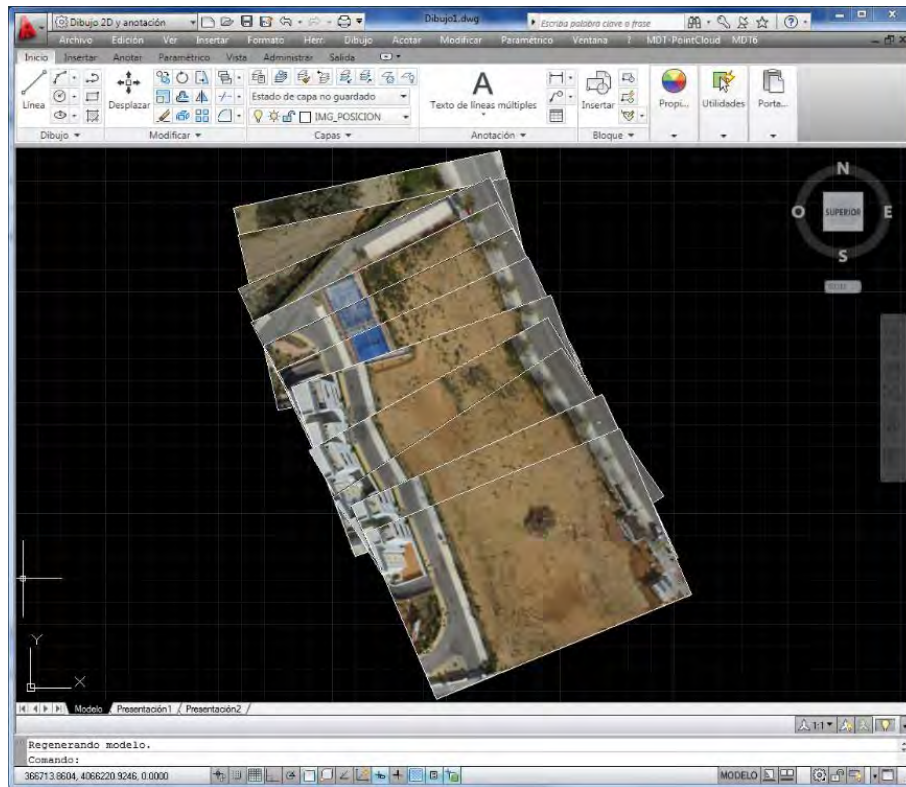 Dibujo 2D y anotación
Dibujo1.dwg
Escriba palabra clave o frase
Archivo Edición Ver Insertar Formato Herr. Dibujo Acotar Modificar Paramétrico Ventana ? MDT-PointCloud MDT6
Inicio Insertar Anotar Paramétrico Vista Administrar Salida
Estado de capa no guardado
IMG_POSICION
Línea Desplazar Texto de líneas múltiples Insertar Propi... Utilidades Porta...
Dibujo Modificar Capas Anotación Bloque
N
O SUPERIOR E
S
Y
X
Modelo Presentación1 Presentación2
1:1
Regenerando modelo.
Comando:
366713.8604, 4066220.9246, 0.0000 MODELO